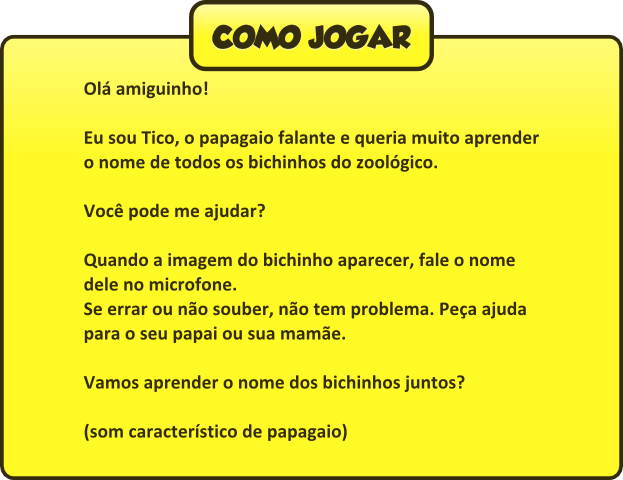 COMO JOGAR
Olá amiguinho!
Eu sou Tico, o papagaio falante e queria muito aprender
o nome de todos os bichinhos do zoológico.
Você pode me ajudar?
Quando a imagem do bichinho aparecer, fale o nome
dele no microfone.
Se errar ou não souber, não tem problema. Peça ajuda
para o seu papai ou sua mamãe.
Vamos aprender o nome dos bichinhos juntos?
(som característico de papagaio)